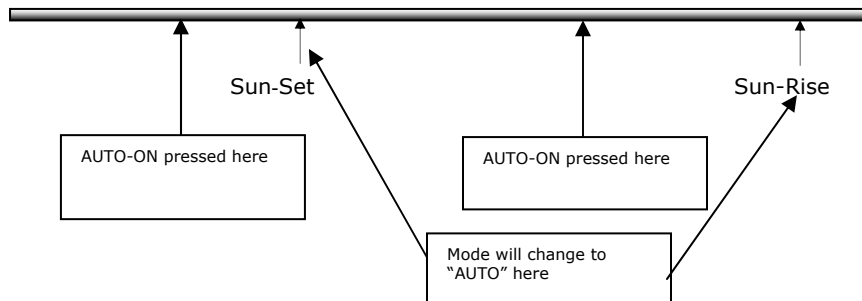 Sun-Set
Sun-Rise
AUTO-ON pressed here
AUTO-ON pressed here
Mode will change to
“AUTO” here